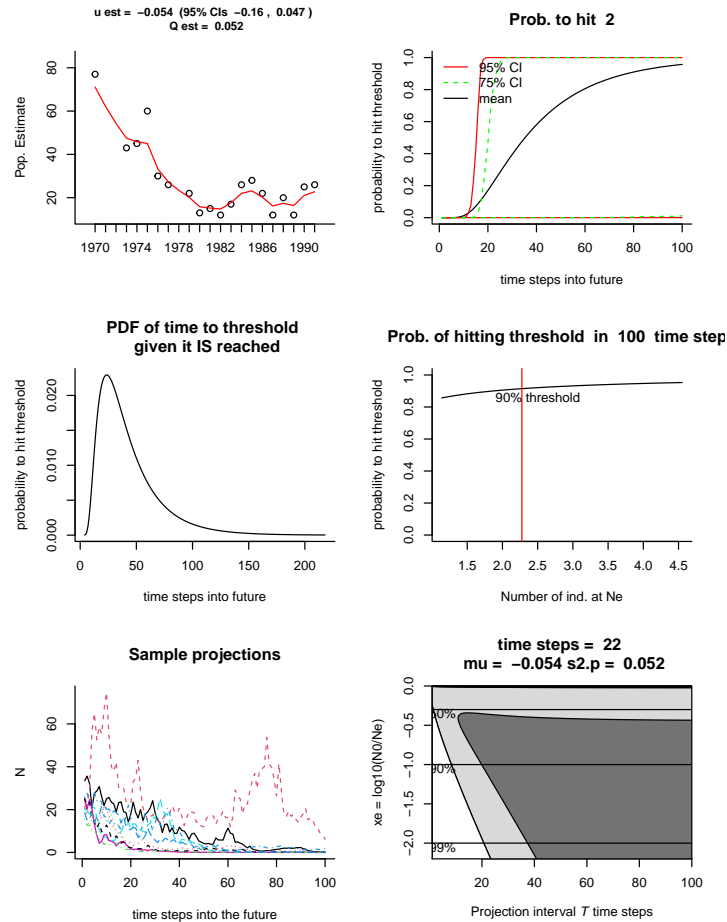 u est = −0.054 (95% CIs −0.16 , 0.047 )
Q est = 0.052
Pop. Estimate
80
60
40
20
1970 1974 1978 1982 1986 1990
Prob. to hit 2
probability to hit threshold
1.0
0.8
0.6
0.4
0.2
0.0
95% CI
75% CI
mean
0 20 40 60 80 100
time steps into future
PDF of time to threshold
given it IS reached
probability to hit threshold
0.020
0.010
0.000
0 50 100 150 200
time steps into future
Prob. of hitting threshold in 100 time step
probability to hit threshold
1.0
0.8
0.6
0.4
0.2
0.0
90% threshold
1.5 2.0 2.5 3.0 3.5 4.0 4.5
Number of ind. at Ne
Sample projections
N
60
40
20
0
0 20 40 60 80 100
time steps into the future
time steps = 22
mu = −0.054 s2.p = 0.052
xe = log10(N0/Ne)
0.0
−0.5
−1.0
−1.5
−2.0
90%
99%
20 40 60 80 100
Projection interval T time steps